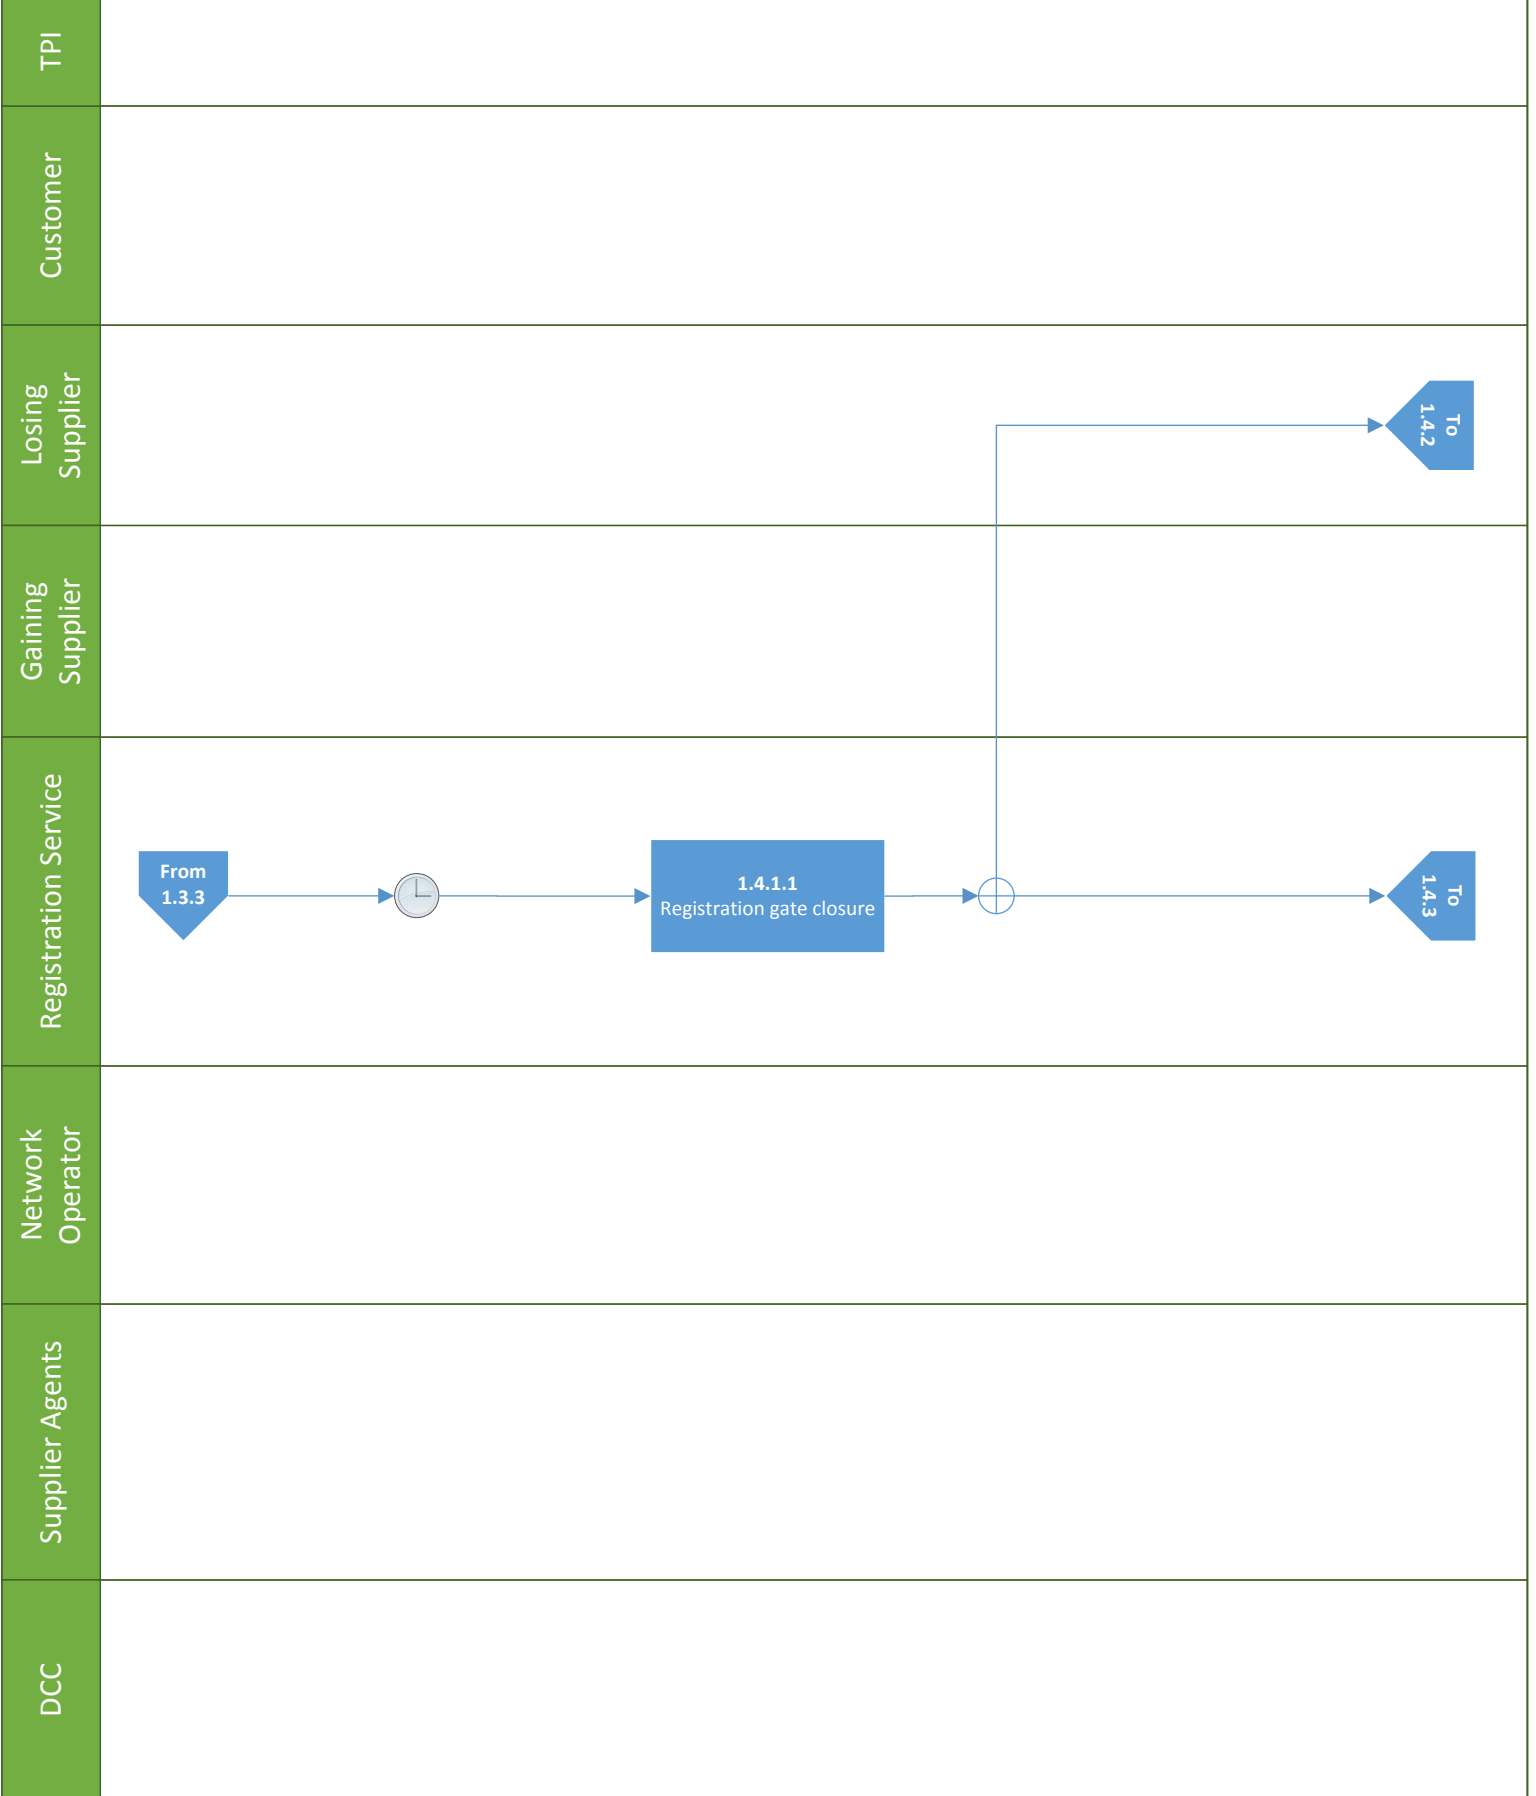 TPI
Customer
Losing
Supplier
To
1.4.2
Gaining
Supplier
Registration Service
From
1.3.3
1.4.1.1
Registration gate closure
To
1.4.3
Network
Operator
Supplier Agents
DCC